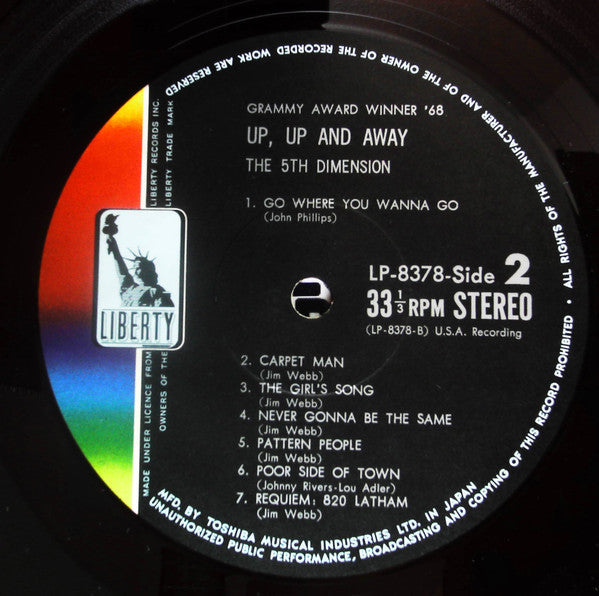 GRAMMY AWARD WINNER '68
UP, UP AND AWAY
THE 5TH DIMENSION
1. GO WHERE YOU WANNA GO
(John Phillips)
LIBERTY
LP-8378-Side 2
33 1/3 RPM STEREO
(LP-8378-B) U.S.A. Recording
2. CARPET MAN
(Jim Webb)
3. THE GIRL'S SONG
(Jim Webb)
4. NEVER GONNA BE THE SAME
(Jim Webb)
5. PATTERN PEOPLE
(Jim Webb)
6. POOR SIDE OF TOWN
(Johnny Rivers-Lou Adler)
7. REQUIEM: 820 LATHAM
(Jim Webb)
MADE UNDER LICENCE FROM LIBERTY RECORDS INC.
OWNERS OF THE LIBERTY TRADE MARK
MFD. BY TOSHIBA MUSICAL INDUSTRIES LTD. IN JAPAN
ALL RIGHTS OF THE MANUFACTURER AND OF THE OWNER OF THE RECORDED WORK ARE RESERVED
UNAUTHORIZED PUBLIC PERFORMANCE, BROADCASTING AND COPYING OF THIS RECORD PROHIBITED •